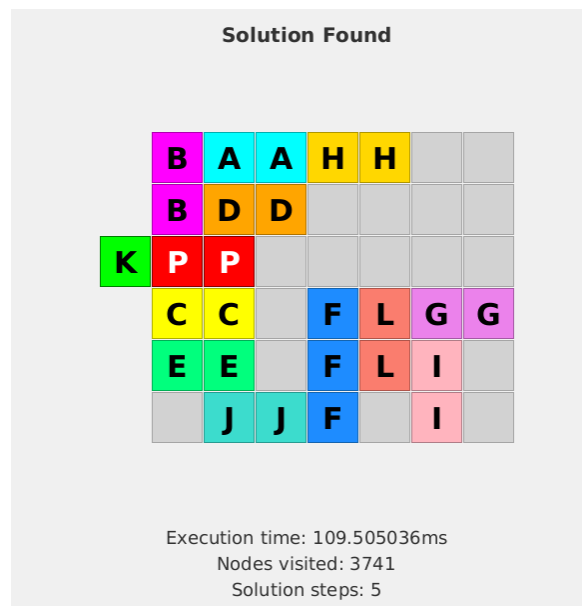 Solution Found
B A A H H
B D D
K P P
C C F L G G
E E F L I
J J F I
Execution time: 109.505036ms
Nodes visited: 3741
Solution steps: 5